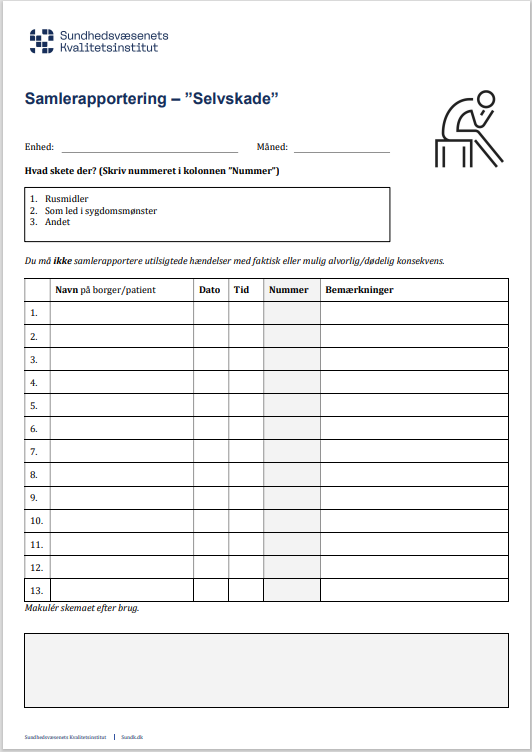 Sundhedsvæsenets
Kvalitetsinstitut
Samlerapportering – ”Selvskade”
Enhed: Måned:
Hvad skete der? (Skriv nummeret i kolonnen ”Nummer”)
1. Rusmidler
2. Som led i sygdomsmønster
3. Andet
Du må ikke samlerapportere utilsigtede hændelser med faktisk eller mulig alvorlig/dødelig konsekvens.
Navn på borger/patient Dato Tid Nummer Bemærkninger
1.
2.
3.
4.
5.
6.
7.
8.
9.
10.
11.
12.
13.
Makulér skemaet efter brug.
Sundhedsvæsenets Kvalitetsinstitut | Sundk.dk